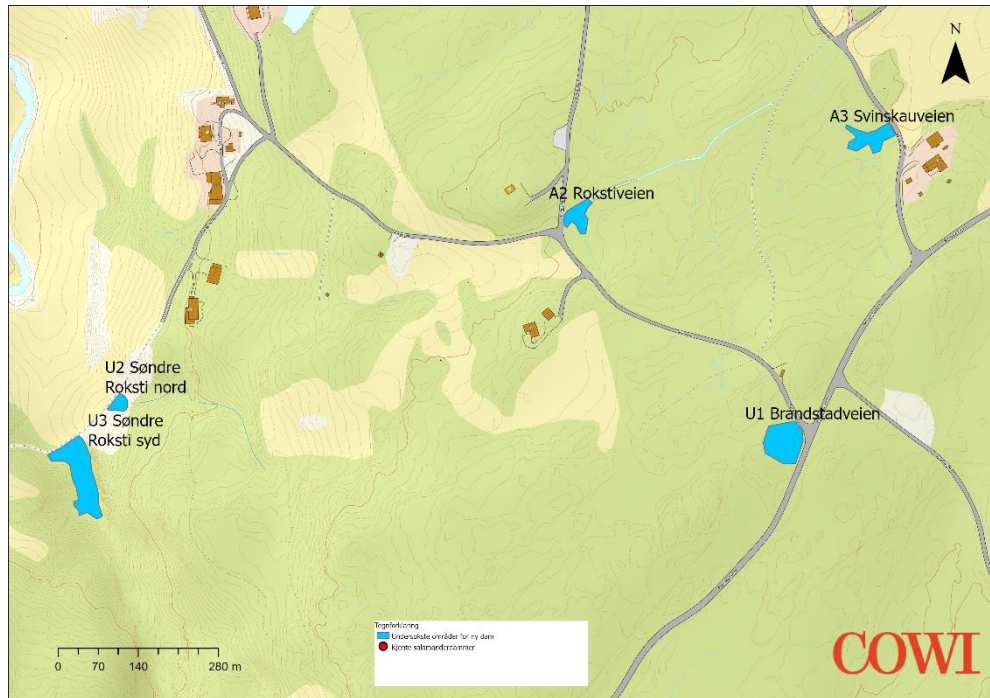 N
A3 Svinskauveien
A2 Rokstiveien
U2 Søndre
Roksti nord
U3 Søndre
Roksti syd
U1 Brandstadveien
Tegnforklaring
Undersøkte områder for ny dam
Kjente salamanderdammer
0 70 140 280 m
COWI